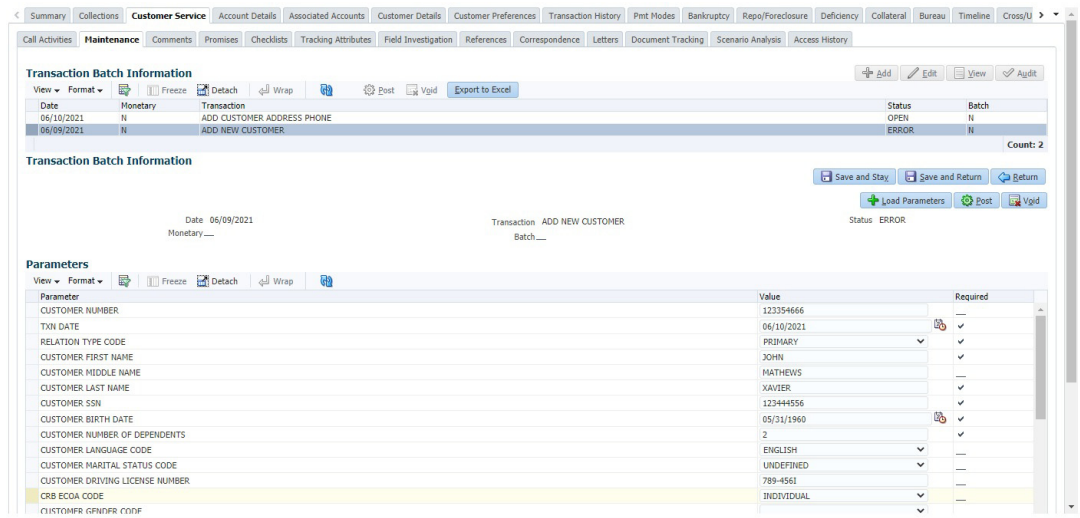 Summary Collections Customer Service Account Details Associated Accounts Customer Details Customer Preferences Transaction History Pmt Modes Bankruptcy Repo/Foreclosure Deficiency Collateral Bureau Timeline Cross/U
Call Activities Maintenance Comments Promises Checklists Tracking Attributes Field Investigation References Correspondence Letters Document Tracking Scenario Analysis Access History
Transaction Batch Information
Add Edit View Audit
View Format Freeze Detach Wrap Post Void Export to Excel
Date Monetary Transaction Status Batch
06/10/2021 N ADD CUSTOMER ADDRESS PHONE OPEN N
06/09/2021 N ADD NEW CUSTOMER ERROR N
Count: 2
Transaction Batch Information
Save and Stay Save and Return Return
Load Parameters Post Void
Date 06/09/2021 Transaction ADD NEW CUSTOMER Status ERROR
Monetary Batch
Parameters
View Format Freeze Detach Wrap
Parameter Value Required
CUSTOMER NUMBER 123354666
TXN DATE 06/10/2021
RELATION TYPE CODE PRIMARY
CUSTOMER FIRST NAME JOHN
CUSTOMER MIDDLE NAME MATHEWS
CUSTOMER LAST NAME XAVIER
CUSTOMER SSN 123444556
CUSTOMER BIRTH DATE 05/31/1960
CUSTOMER NUMBER OF DEPENDENTS 2
CUSTOMER LANGUAGE CODE ENGLISH
CUSTOMER MARITAL STATUS CODE UNDEFINED
CUSTOMER DRIVING LICENSE NUMBER 789-456I
CRB ECOA CODE INDIVIDUAL
CUSTOMER GENDER CODE